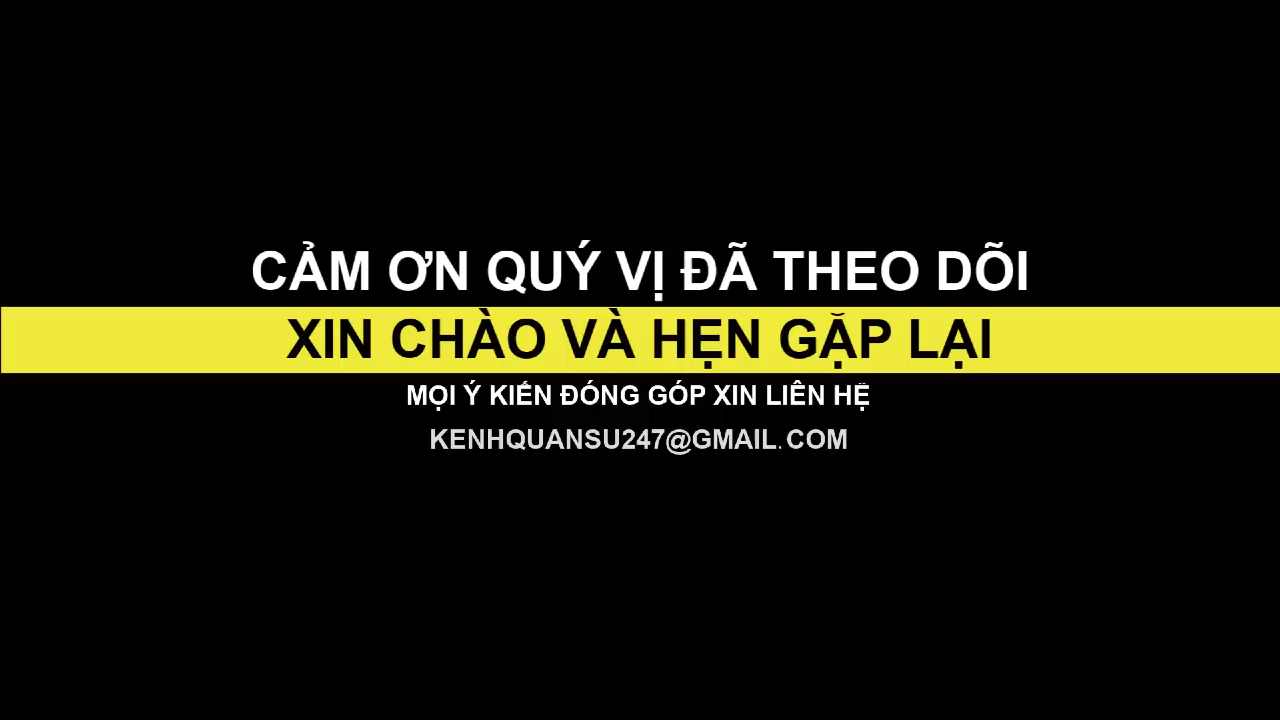 CẢM ƠN QUÝ VỊ ĐÃ THEO DÕI
XIN CHÀO VÀ HẸN GẶP LẠI
MỌI Ý KIẾN ĐÓNG GÓP XIN LIÊN HỆ
KENHQUANSU247@GMAIL.COM